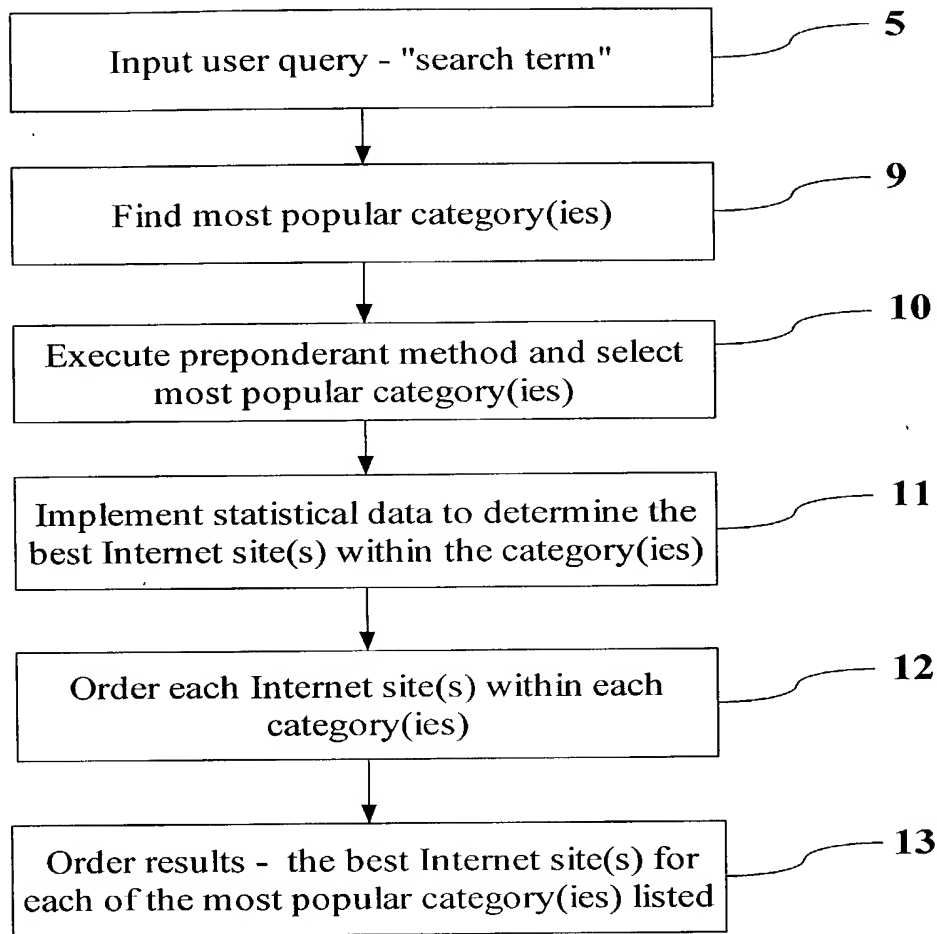 Input user query - "search term"
5
Find most popular category(ies)
9
Execute preponderant method and select
most popular category(ies)
10
Implement statistical data to determine the
best Internet site(s) within the category(ies)
11
Order each Internet site(s) within each
category(ies)
12
Order results - the best Internet site(s) for
each of the most popular category(ies) listed
13